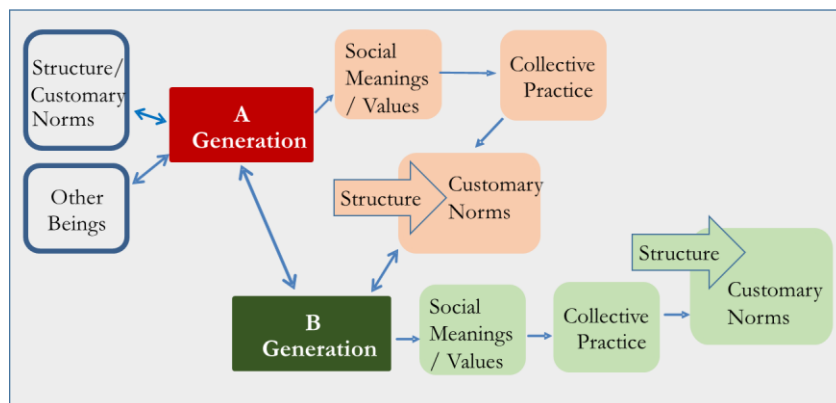 Structure/
Customary
Norms
A
Generation
Social
Meanings
/ Values
Collective
Practice
Other
Beings
Structure
Customary
Norms
B
Generation
Social
Meanings
/ Values
Collective
Practice
Structure
Customary
Norms